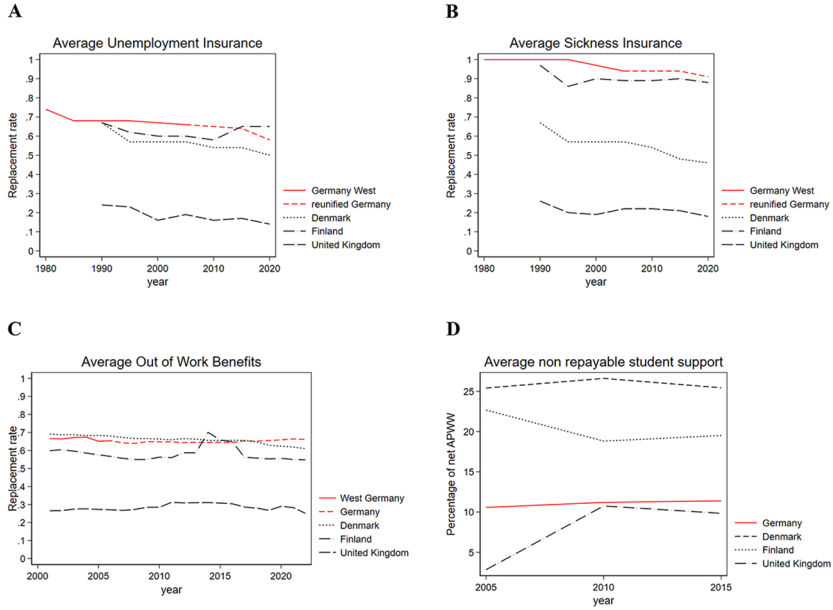 A
Average Unemployment Insurance
Replacement rate
1
.9
.8
.7
.6
.5
.4
.3
.2
.1
0
1980 1990 2000 2010 2020
year
Germany West
reunified Germany
Denmark
Finland
United Kingdom
B
Average Sickness Insurance
Replacement rate
1
.9
.8
.7
.6
.5
.4
.3
.2
.1
0
1980 1990 2000 2010 2020
year
Germany West
reunified Germany
Denmark
Finland
United Kingdom
C
Average Out of Work Benefits
Replacement rate
1
.9
.8
.7
.6
.5
.4
.3
.2
.1
0
2000 2005 2010 2015 2020
year
West Germany
Germany
Denmark
Finland
United Kingdom
D
Average non repayable student support
Percentage of net APWW
25
20
15
10
5
2005 2010 2015
year
Germany
Denmark
Finland
United Kingdom